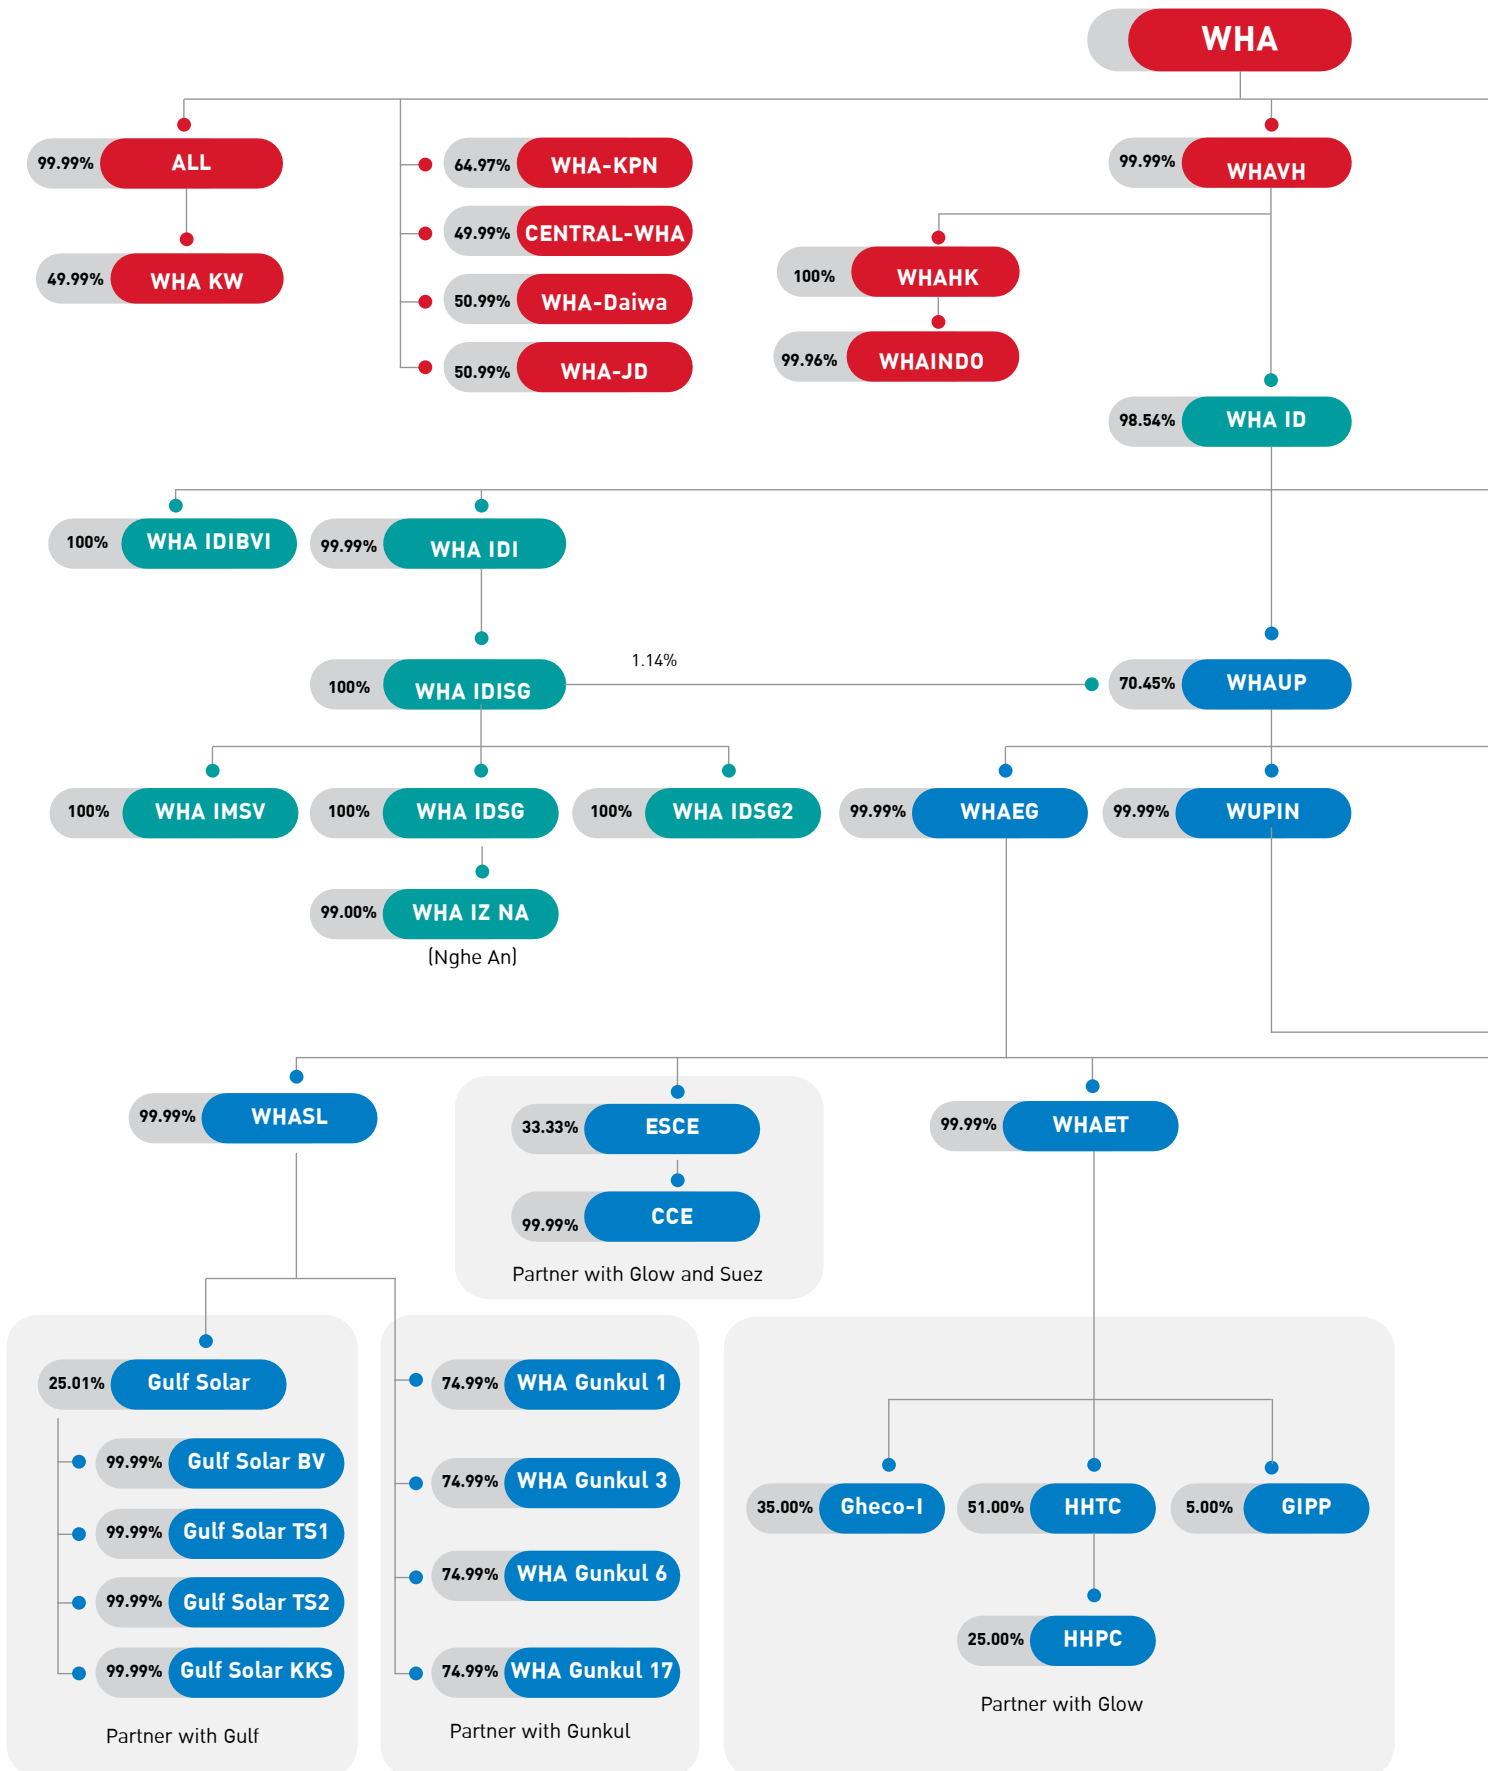 WHA
99.99% ALL
64.97% WHA-KPN
99.99% WHAVH
49.99% CENTRAL-WHA
49.99% WHA KW
100% WHAHK
50.99% WHA-Daiwa
99.96% WHAINDO
50.99% WHA-JD
98.54% WHA ID
100% WHA IDIBVI
99.99% WHA IDI
1.14%
100% WHA IDISG
70.45% WHAUP
100% WHA IMSV
100% WHA IDSG
100% WHA IDSG2
99.99% WHAEG
99.99% WUPIN
99.00% WHA IZ NA
(Nghe An)
99.99% WHASL
33.33% ESCE
99.99% WHAET
99.99% CCE
Partner with Glow and Suez
25.01% Gulf Solar
74.99% WHA Gunkul 1
99.99% Gulf Solar BV
74.99% WHA Gunkul 3
35.00% Gheco-I
51.00% HHTC
5.00% GIPP
99.99% Gulf Solar TS1
74.99% WHA Gunkul 6
99.99% Gulf Solar TS2
25.00% HHPC
99.99% Gulf Solar KKS
74.99% WHA Gunkul 17
Partner with Glow
Partner with Gulf
Partner with Gunkul